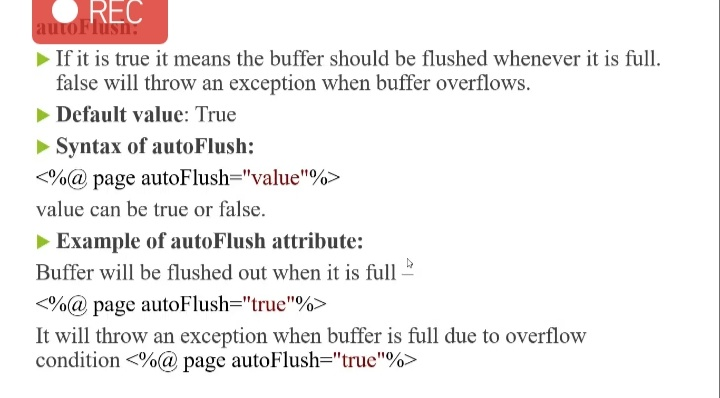 REC
autoFlush:
If it is true it means the buffer should be flushed whenever it is full.
false will throw an exception when buffer overflows.
Default value: True
Syntax of autoFlush:
<%@ page autoFlush="value"%>
value can be true or false.
Example of autoFlush attribute:
Buffer will be flushed out when it is full –
<%@ page autoFlush="true"%>
It will throw an exception when buffer is full due to overflow
condition <%@ page autoFlush="true"%>